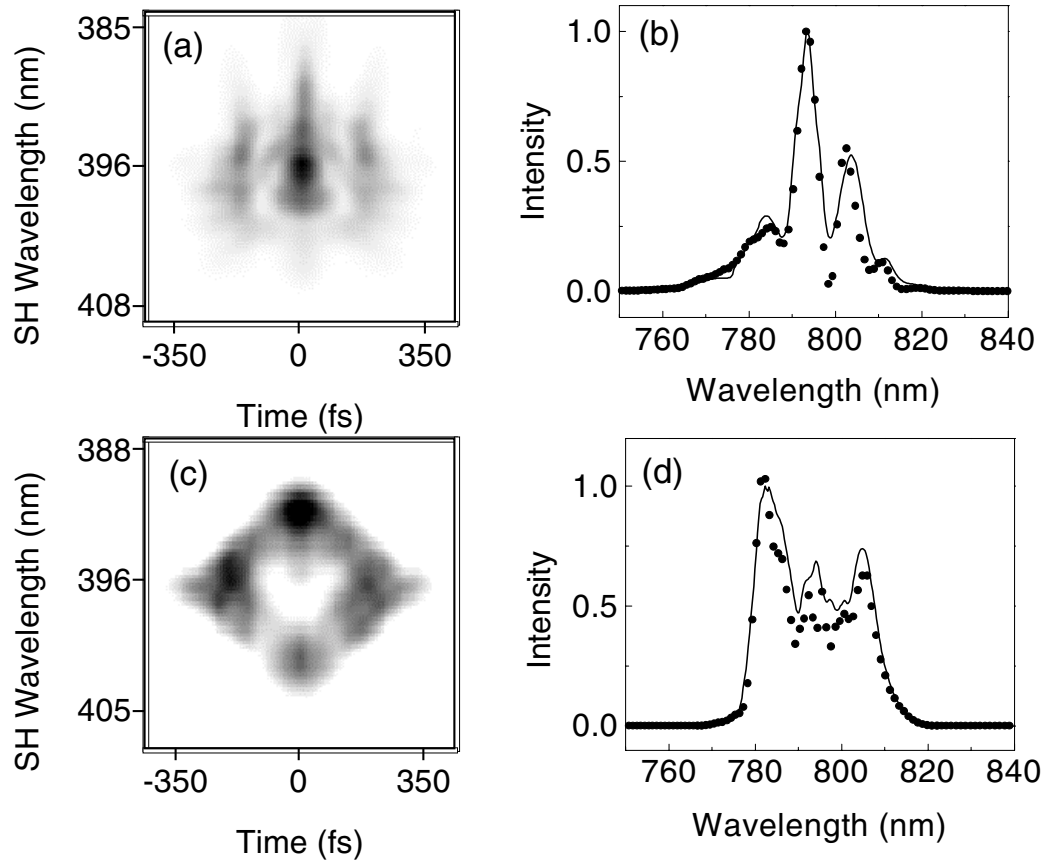 (a)
SH Wavelength (nm)
385
396
408
-350 0 350
Time (fs)
(b)
Intensity
1.0
0.5
0.0
760 780 800 820 840
Wavelength (nm)
(c)
SH Wavelength (nm)
388
396
405
-350 0 350
Time (fs)
(d)
Intensity
1.0
0.5
0.0
760 780 800 820 840
Wavelength (nm)